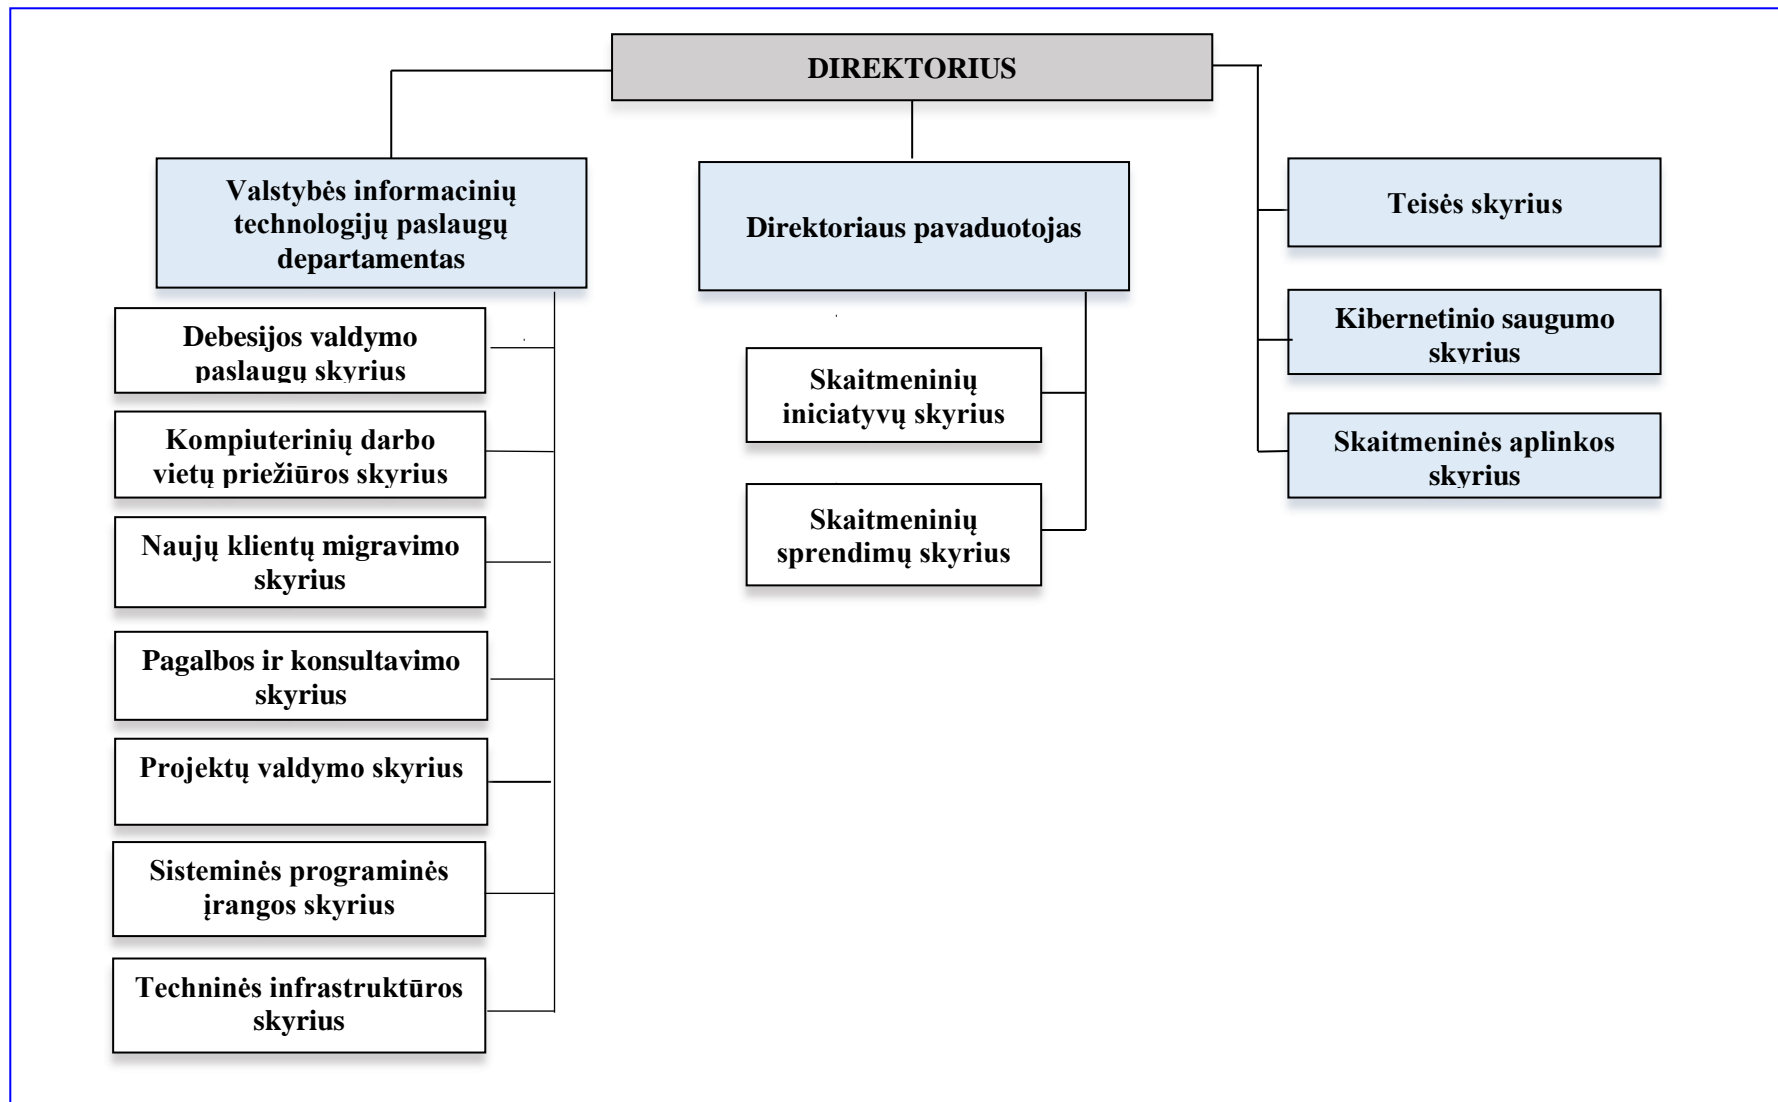 DIREKTORIUS
Valstybės informacinių
technologijų paslaugų
departamentas
Debesijos valdymo
paslaugų skyrius
Kompiuterinių darbo
vietų priežiūros skyrius
Naujų klientų migravimo
skyrius
Pagalbos ir konsultavimo
skyrius
Projektų valdymo skyrius
Sisteminės programinės
įrangos skyrius
Techninės infrastruktūros
skyrius
Direktoriaus pavaduotojas
Skaitmeninių
iniciatyvų skyrius
Skaitmeninių
sprendimų skyrius
Teisės skyrius
Kibernetinio saugumo
skyrius
Skaitmeninės aplinkos
skyrius